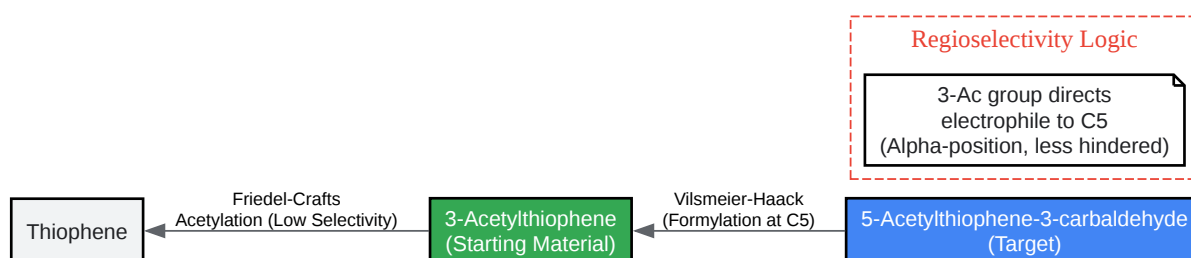 Regioselectivity Logic
3-Ac group directs
electrophile to C5
(Alpha-position, less hindered)
Thiophene
Friedel-Crafts
Acetylation (Low Selectivity)
3-Acetylthiophene
(Starting Material)
Vilsmeier-Haack
(Formylation at C5)
5-Acetylthiophene-3-carbaldehyde
(Target)